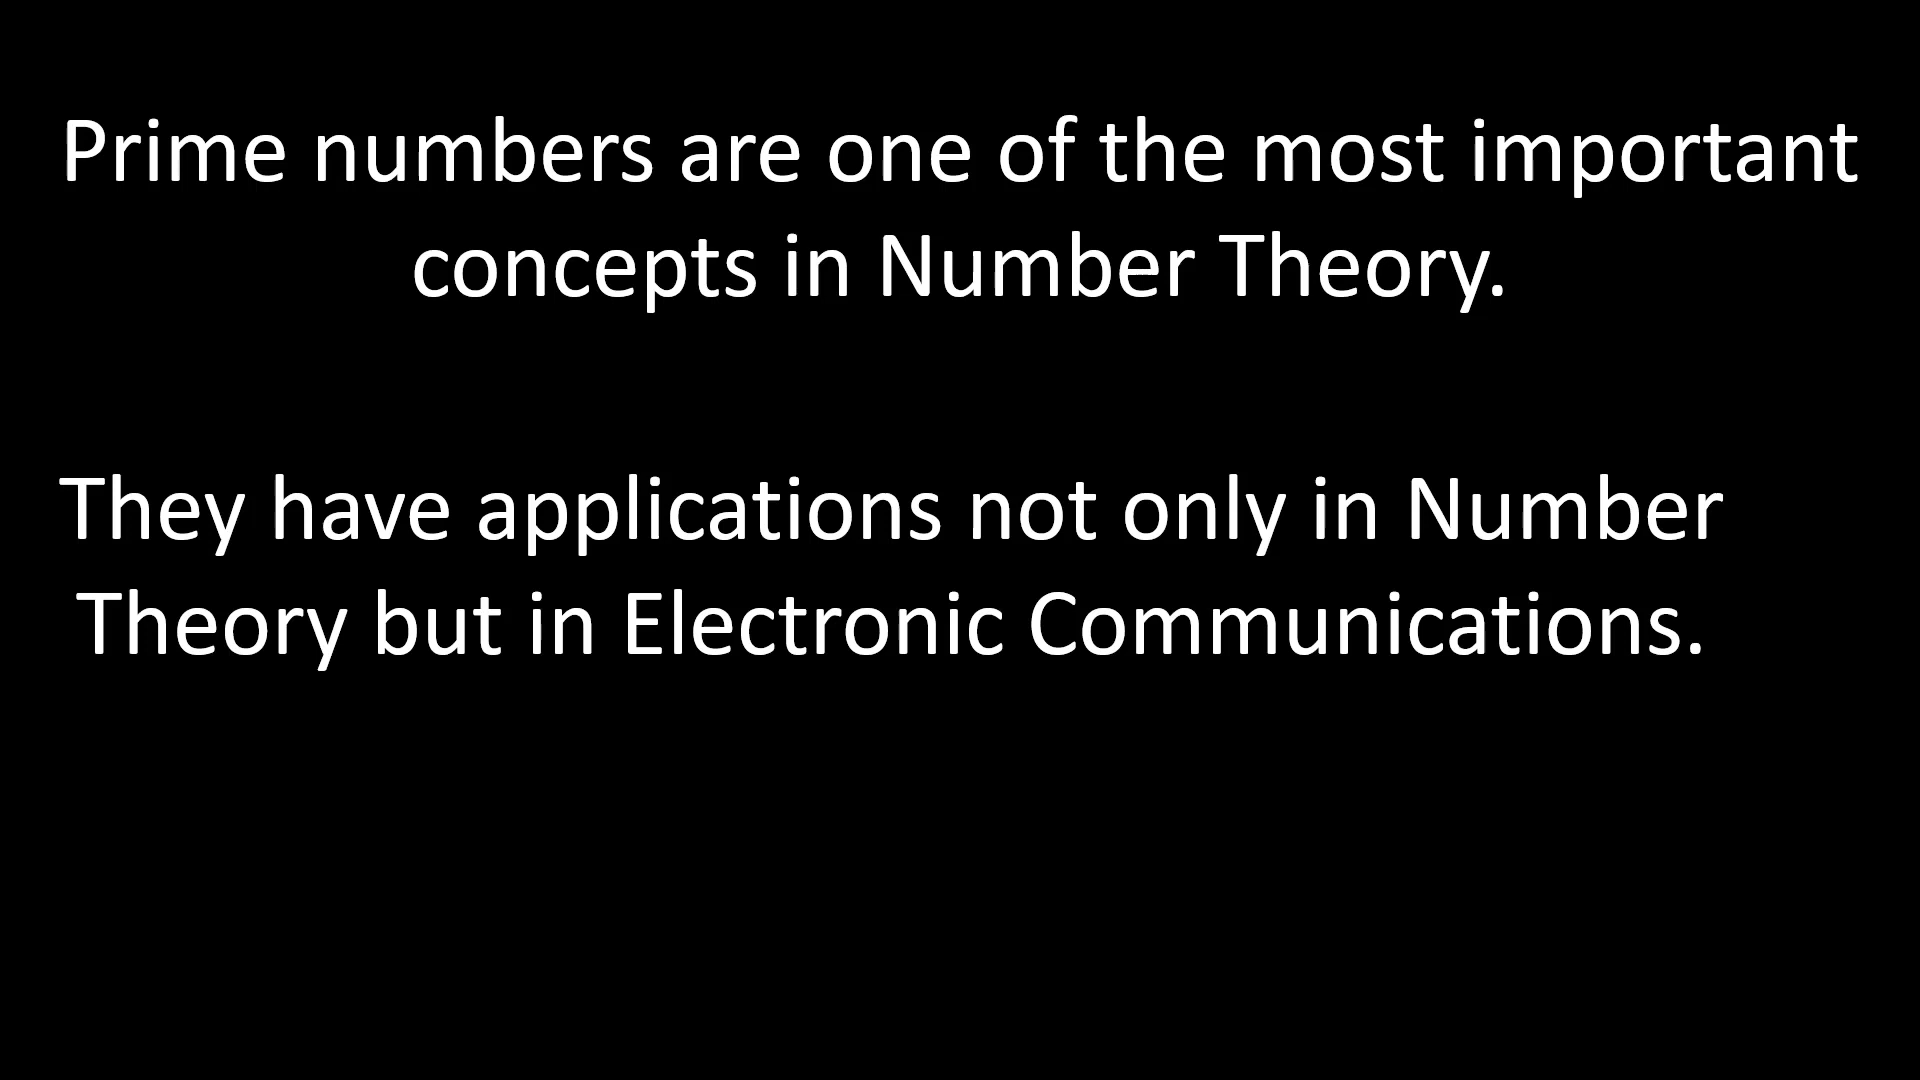 Prime numbers are one of the most important
concepts in Number Theory.
They have applications not only in Number
Theory but in Electronic Communications.